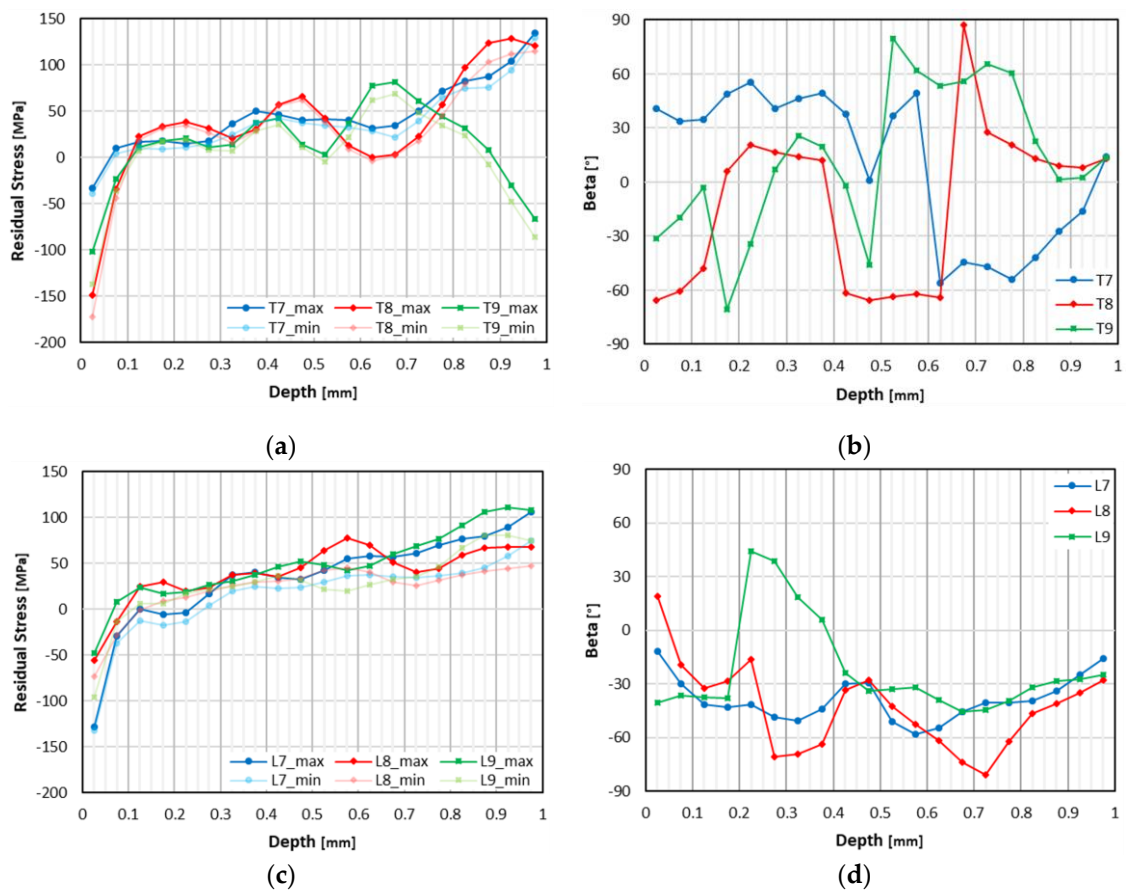 150
100
50
0
-50
-100
-150
-200
Residual Stress [MPa]
T7_max T8_max T9_max
T7_min T8_min T9_min
0 0.1 0.2 0.3 0.4 0.5 0.6 0.7 0.8 0.9 1
Depth [mm]
(a)
90
60
30
0
-30
-60
-90
Beta [°]
T7
T8
T9
0 0.1 0.2 0.3 0.4 0.5 0.6 0.7 0.8 0.9 1
Depth [mm]
(b)
150
100
50
0
-50
-100
-150
-200
Residual Stress [MPa]
L7_max L8_max L9_max
L7_min L8_min L9_min
0 0.1 0.2 0.3 0.4 0.5 0.6 0.7 0.8 0.9 1
Depth [mm]
(c)
90
60
30
0
-30
-60
-90
Beta [°]
L7
L8
L9
0 0.1 0.2 0.3 0.4 0.5 0.6 0.7 0.8 0.9 1
Depth [mm]
(d)